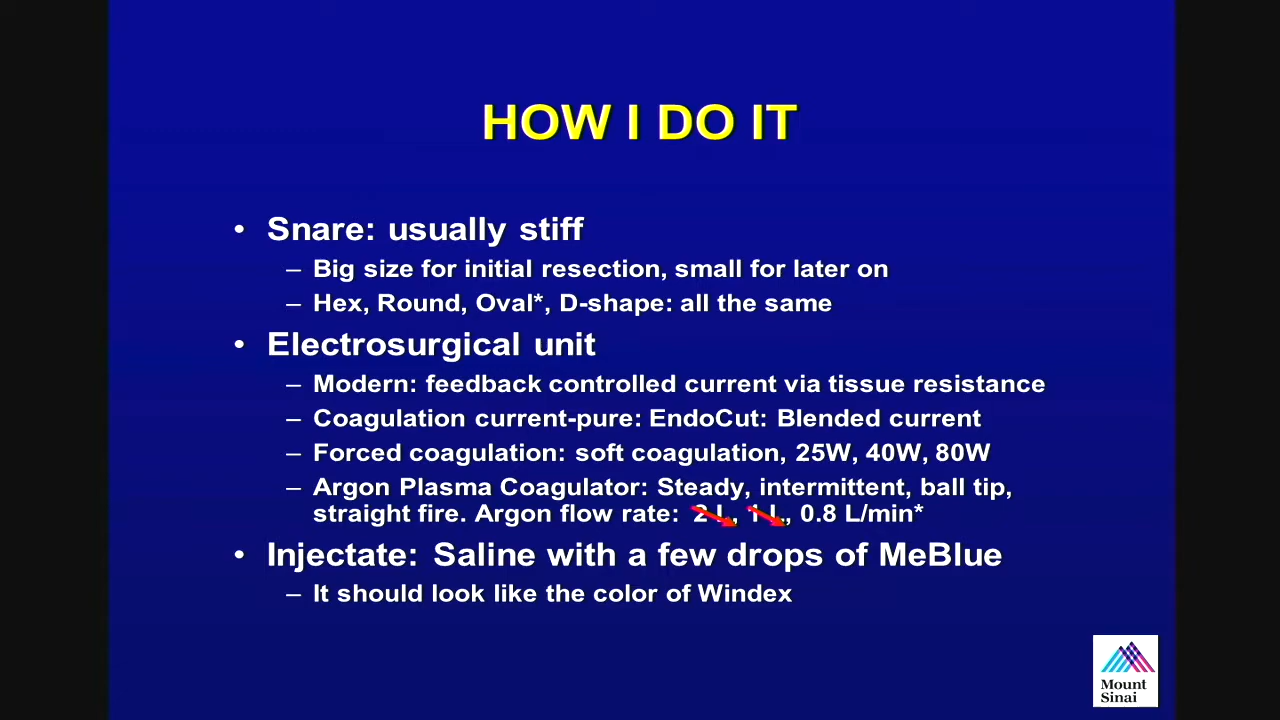 HOW I DO IT
• Snare: usually stiff
– Big size for initial resection, small for later on
– Hex, Round, Oval*, D-shape: all the same
• Electrosurgical unit
– Modern: feedback controlled current via tissue resistance
– Coagulation current-pure: EndoCut: Blended current
– Forced coagulation: soft coagulation, 25W, 40W, 80W
– Argon Plasma Coagulator: Steady, intermittent, ball tip,
straight fire. Argon flow rate: 2 L, 1 L, 0.8 L/min*
• Injectate: Saline with a few drops of MeBlue
– It should look like the color of Windex
Mount
Sinai